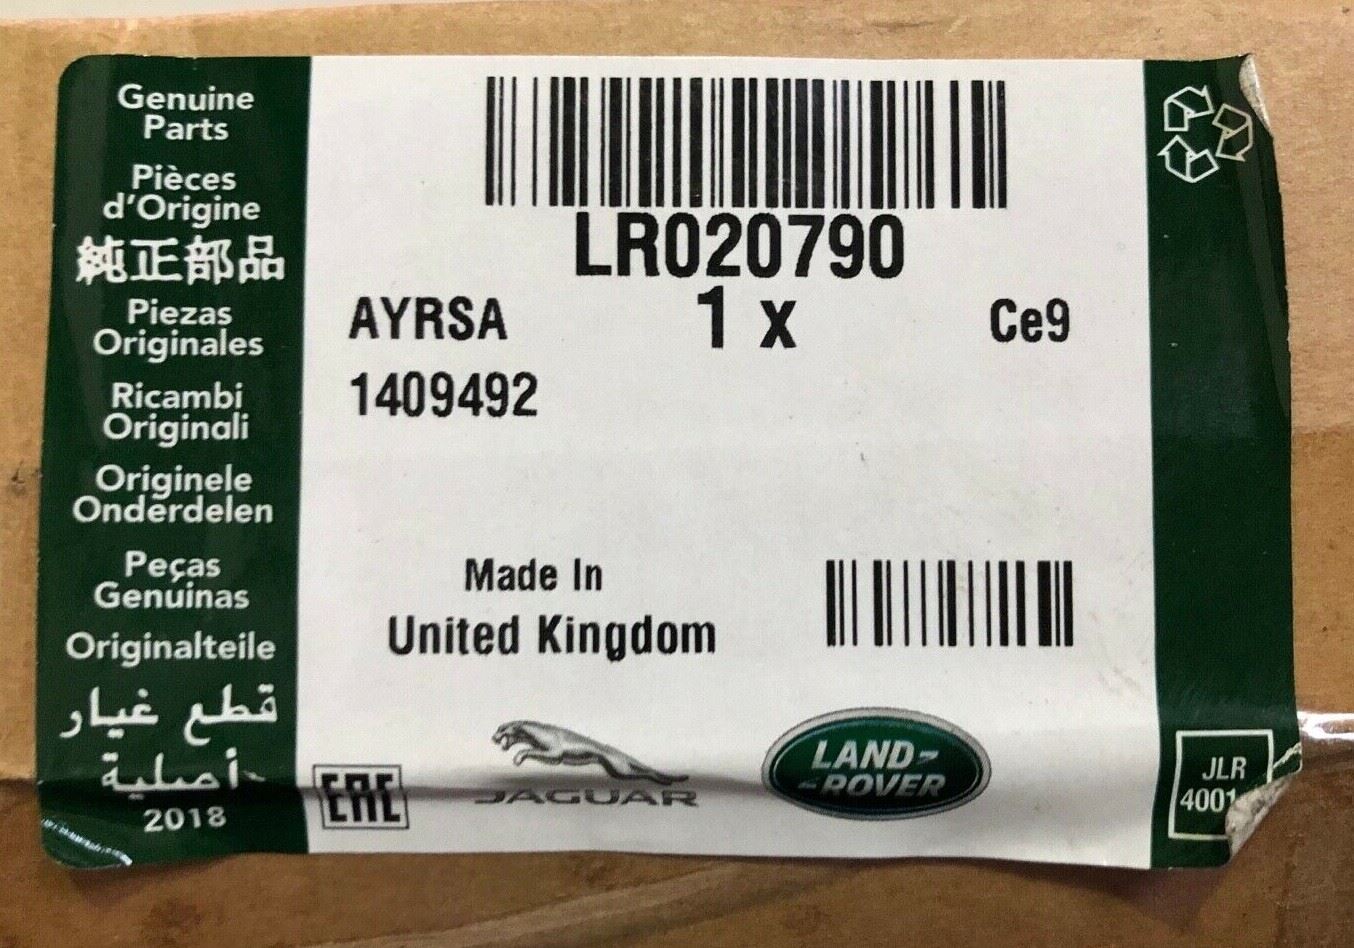 Genuine
Parts
Pièces
d'Origine
純正部品
Piezas
Originales
Ricambi
Originali
Originele
Onderdelen
Peças
Genuinas
Originalteile
قطع غيار
أصلية
2018
LR020790
AYRSA 1 x Ce9
1409492
Made In
United Kingdom
EAC
JAGUAR
LAND-
-ROVER
JLR
4001